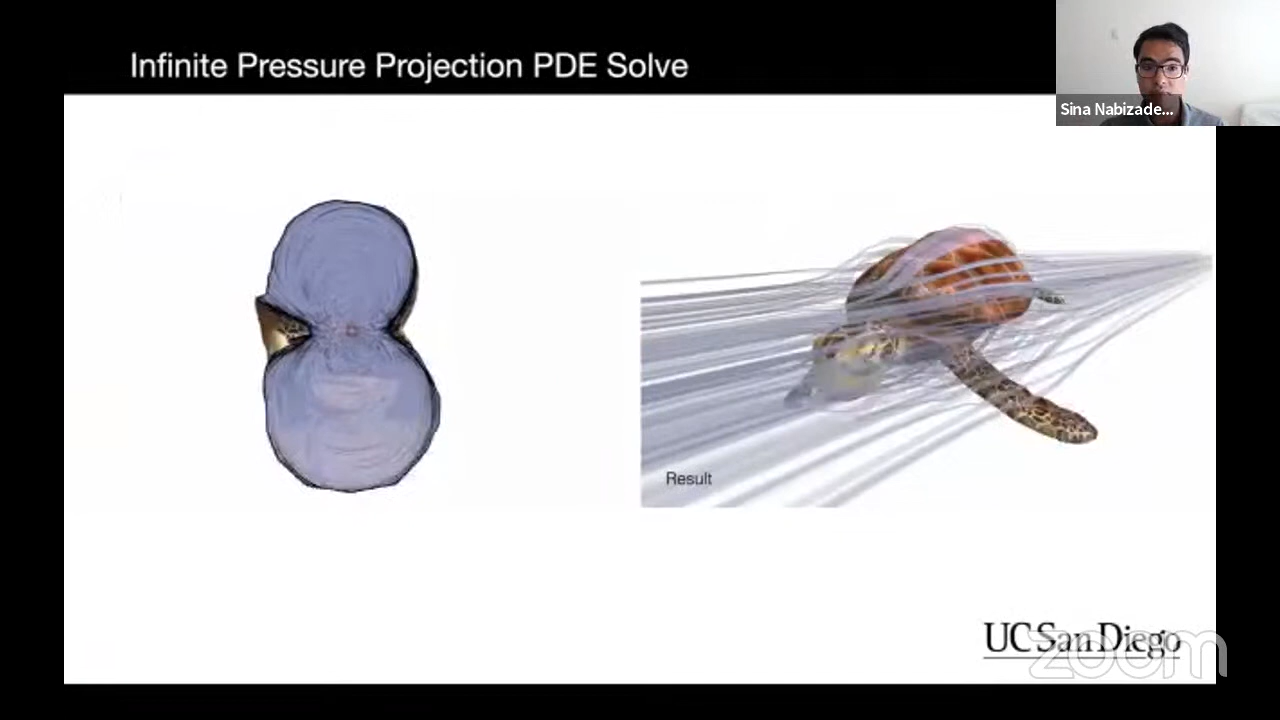 Infinite Pressure Projection PDE Solve
Sina Nabizade...
Result
UC San Diego
zoom